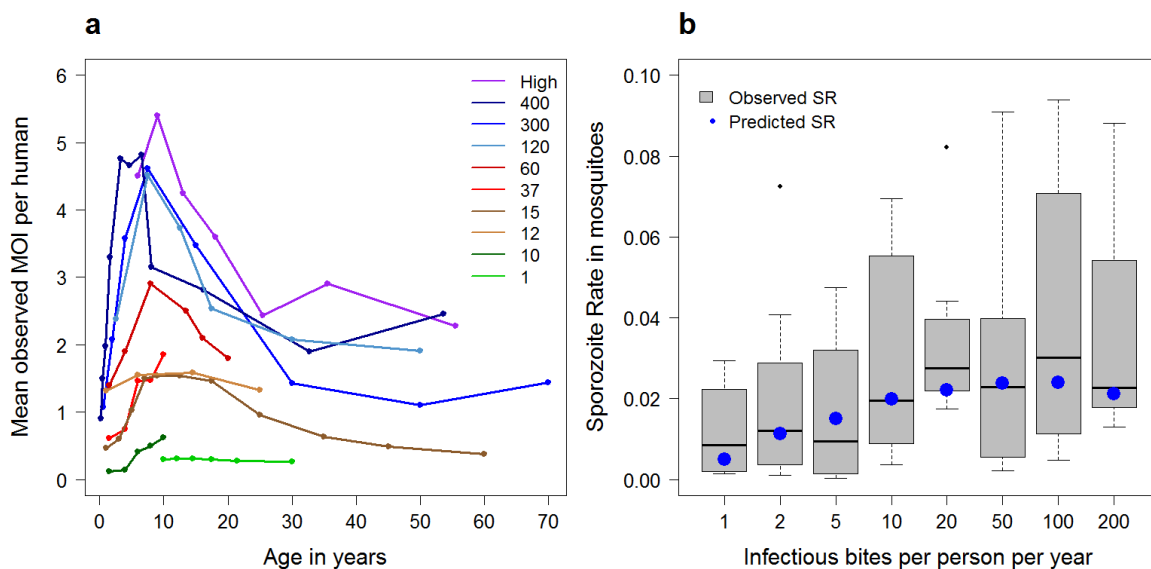 a
Mean observed MOI per human
6
5
4
3
2
1
0
0 10 20 30 40 50 60 70
Age in years
High
400
300
120
60
37
15
12
10
1
b
Sporozoite Rate in mosquitoes
0.10
0.08
0.06
0.04
0.02
0.00
1 2 5 10 20 50 100 200
Infectious bites per person per year
Observed SR
Predicted SR